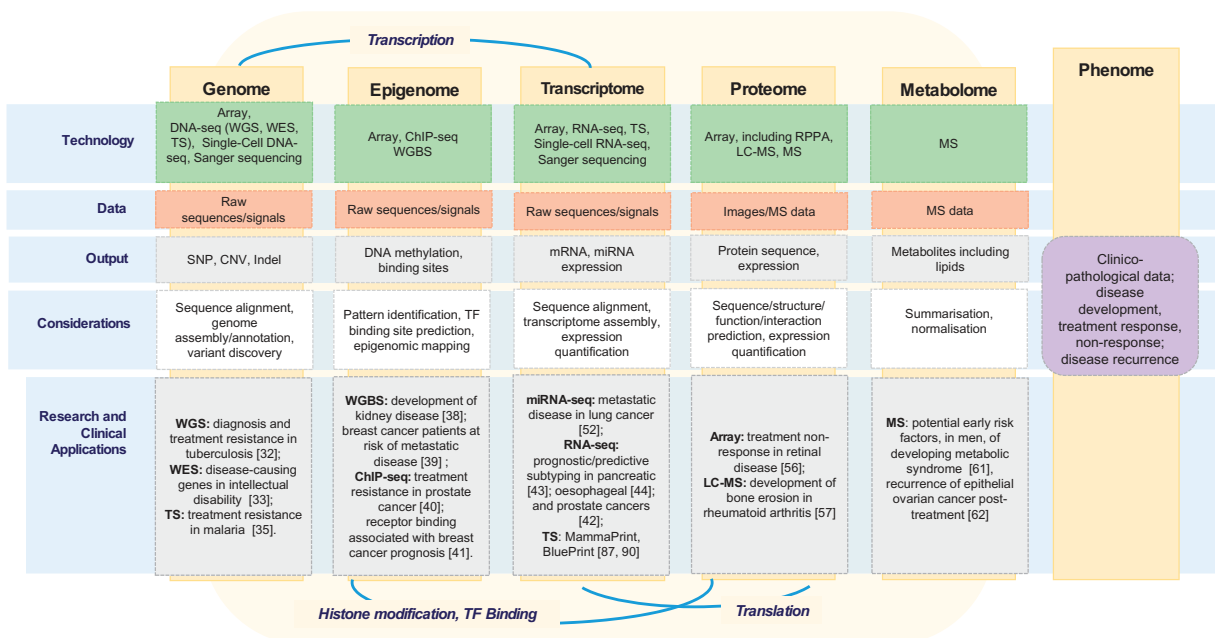 Transcription
Genome
Epigenome
Transcriptome
Proteome
Metabolome
Phenome
Technology
Array,
DNA-seq (WGS, WES,
TS), Single-Cell DNA-
seq, Sanger sequencing
Array, ChIP-seq
WGBS
Array, RNA-seq, TS,
Single-cell RNA-seq,
Sanger sequencing
Array, including RPPA,
LC-MS, MS
MS
Data
Raw
sequences/signals
Raw sequences/signals
Raw sequences/signals
Images/MS data
MS data
Output
SNP, CNV, Indel
DNA methylation,
binding sites
mRNA, miRNA
expression
Protein sequence,
expression
Metabolites including
lipids
Clinico-
pathological data;
disease
development,
treatment response,
non-response;
disease recurrence
Considerations
Sequence alignment,
genome
assembly/annotation,
variant discovery
Pattern identification, TF
binding site prediction,
epigenomic mapping
Sequence alignment,
transcriptome assembly,
expression
quantification
Sequence/structure/
function/interaction
prediction, expression
quantification
Summarisation,
normalisation
Research and
Clinical
Applications
WGS: diagnosis and
treatment resistance in
tuberculosis [32];
WES: disease-causing
genes in intellectual
disability [33];
TS: treatment resistance
in malaria [35].
WGBS: development of
kidney disease [38];
breast cancer patients at
risk of metastatic
disease [39] ;
ChIP-seq: treatment
resistance in prostate
cancer [40];
receptor binding
associated with breast
cancer prognosis [41].
miRNA-seq: metastatic
disease in lung cancer
[52];
RNA-seq:
prognostic/predictive
subtyping in pancreatic
[43]; oesophageal [44];
and prostate cancers
[42];
TS: MammaPrint,
BluePrint [87, 90]
Array: treatment non-
response in retinal
disease [56];
LC-MS: development of
bone erosion in
rheumatoid arthritis [57]
MS: potential early risk
factors, in men, of
developing metabolic
syndrome [61],
recurrence of epithelial
ovarian cancer post-
treatment [62]
Histone modification, TF Binding
Translation